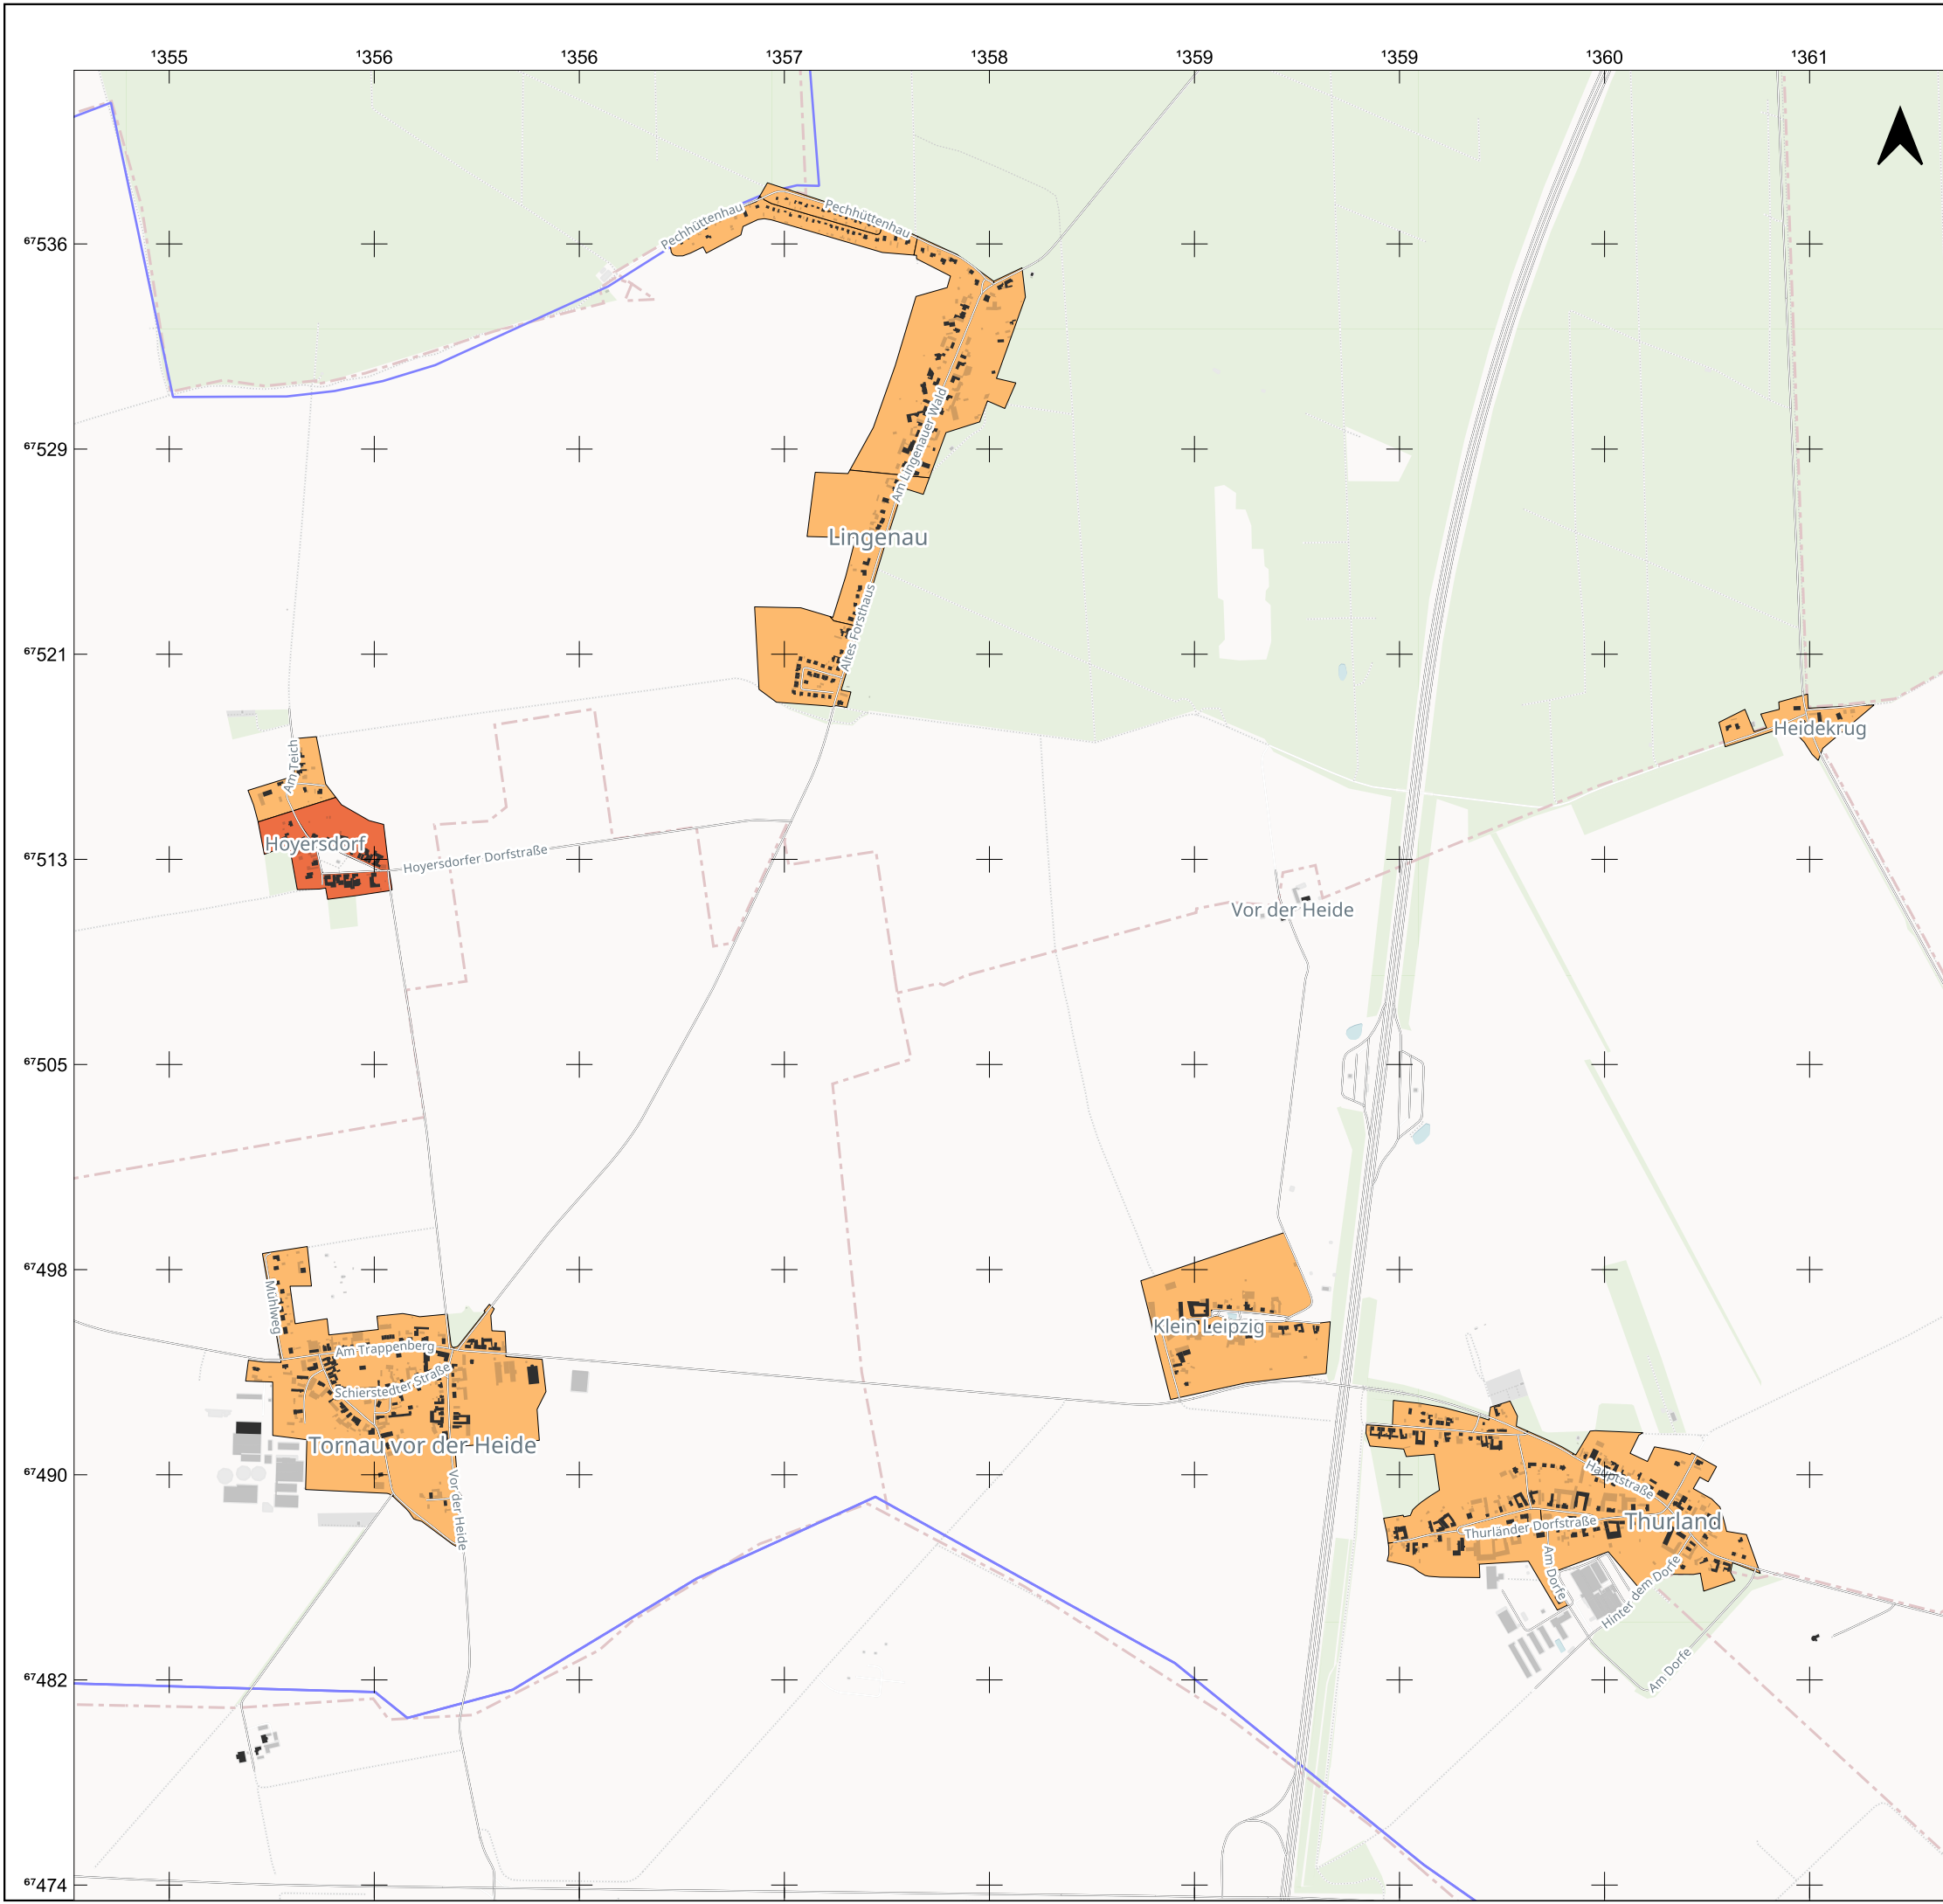 ¹355 ¹356 ¹356 ¹357 ¹358 ¹359 ¹359 ¹360 ¹361
Pechhüttenhau
Pechhüttenhau
⁶⁷536
Am Lingenauer Wald
⁶⁷529
Lingenau
Altes Forsthaus
⁶⁷521
Heidekrug
Am Teich
Hoyersdorf
Hoyersdorfer Dorfstraße
⁶⁷513
Vor der Heide
⁶⁷505
⁶⁷498
Mühlweg
Klein Leipzig
Am Trappenberg
Schierstedter Straße
Tornau vor der Heide
⁶⁷490
Hauptstraße
Vor der Heide
Thurländer Dorfstraße
Thurland
Am Dorfe
Hinter dem Dorfe
Am Dorfe
⁶⁷482
⁶⁷474